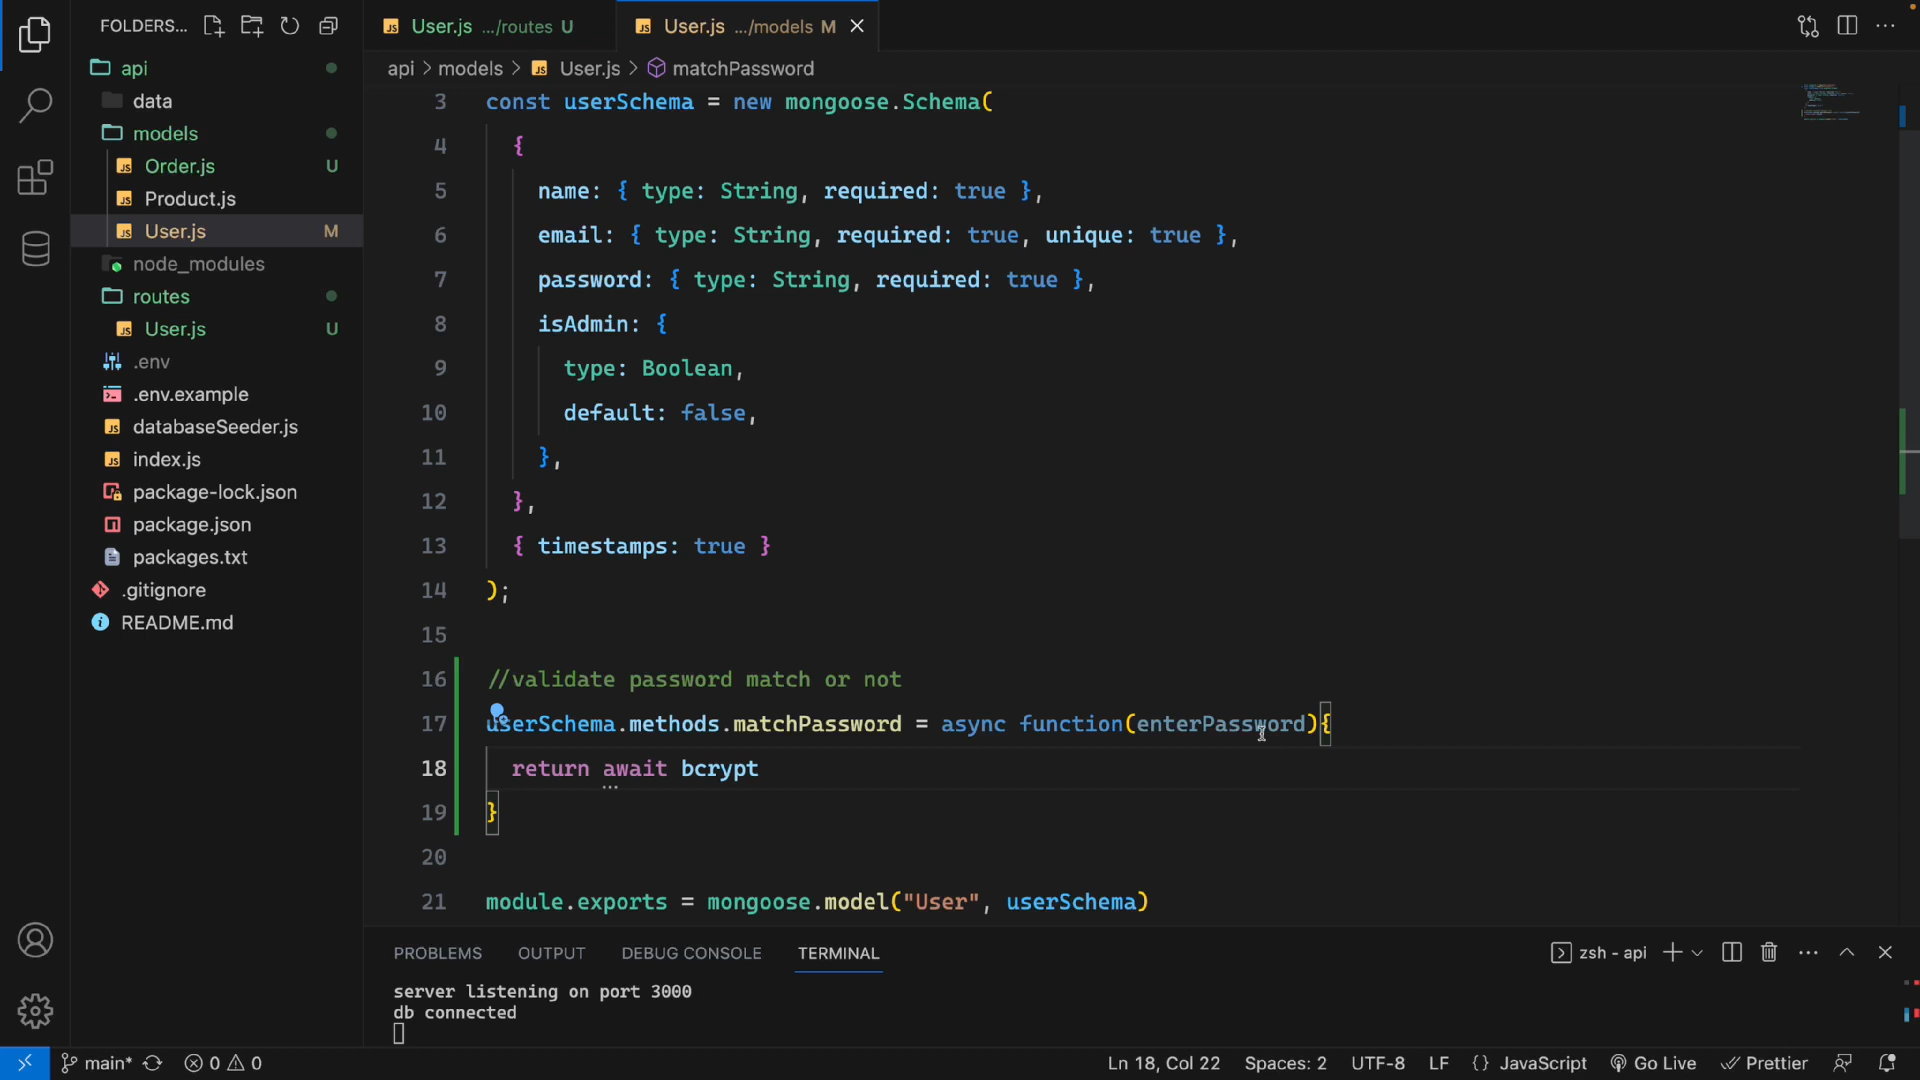 FOLDERS...
User.js .../routes U
User.js .../models M
api
data
models
Order.js U
Product.js
User.js M
node_modules
routes
User.js U
.env
.env.example
databaseSeeder.js
index.js
package-lock.json
package.json
packages.txt
.gitignore
README.md
api > models > User.js > matchPassword
3 const userSchema = new mongoose.Schema(
4 {
5 name: { type: String, required: true },
6 email: { type: String, required: true, unique: true },
7 password: { type: String, required: true },
8 isAdmin: {
9 type: Boolean,
10 default: false,
11 },
12 },
13 { timestamps: true }
14 );
15
16 //validate password match or not
17 userSchema.methods.matchPassword = async function(enterPassword){
18 return await bcrypt
19 }
20
21 module.exports = mongoose.model("User", userSchema)
PROBLEMS OUTPUT DEBUG CONSOLE TERMINAL
zsh - api
server listening on port 3000
db connected
main* 0 0
Ln 18, Col 22 Spaces: 2 UTF-8 LF {} JavaScript Go Live Prettier